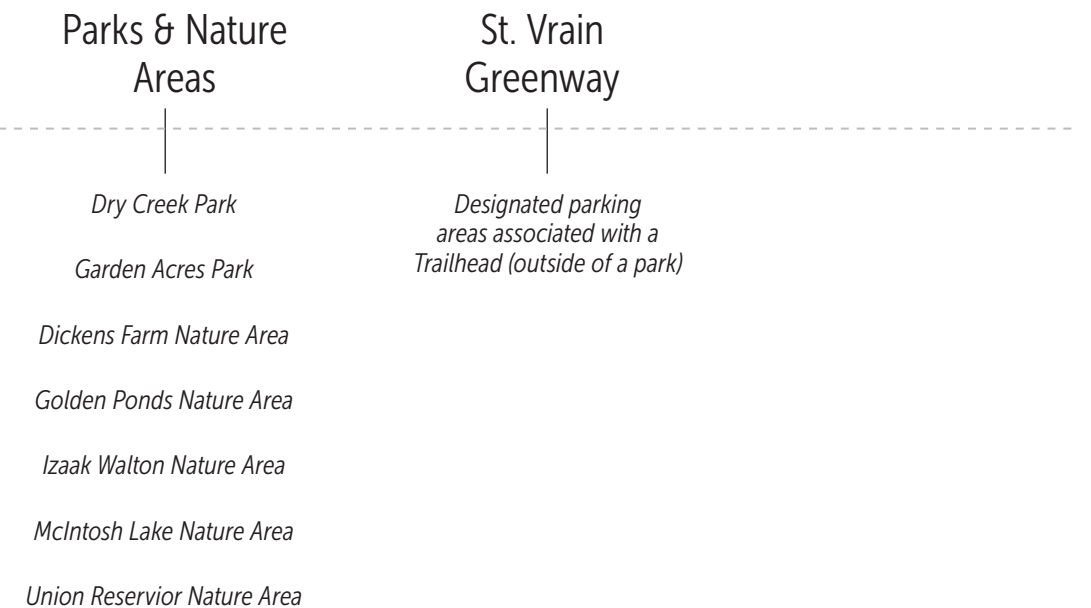 Parks & Nature
Areas
St. Vrain
Greenway
Dry Creek Park
Garden Acres Park
Dickens Farm Nature Area
Golden Ponds Nature Area
Izaak Walton Nature Area
McIntosh Lake Nature Area
Union Reservior Nature Area
Designated parking
areas associated with a
Trailhead (outside of a park)